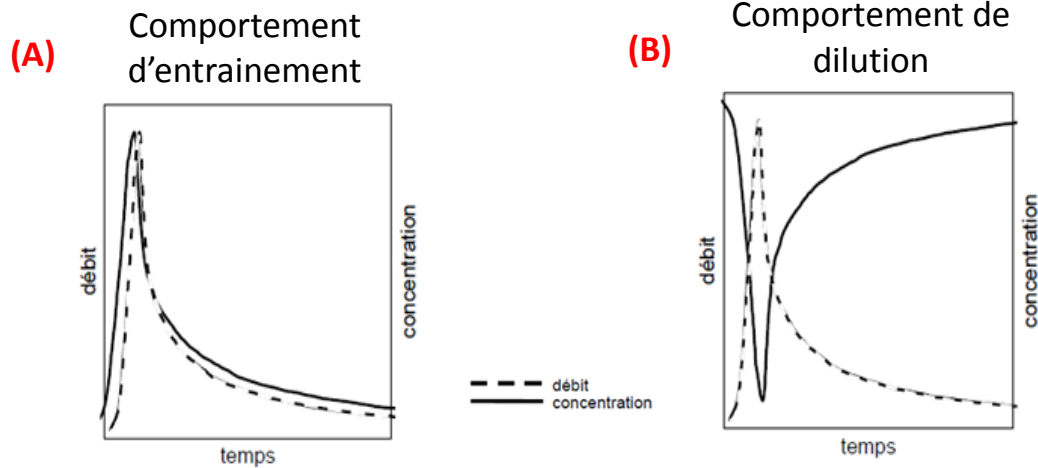 (A)
Comportement
d'entrainement
débit
concentration
temps
débit
concentration
(B)
Comportement de
dilution
débit
concentration
temps